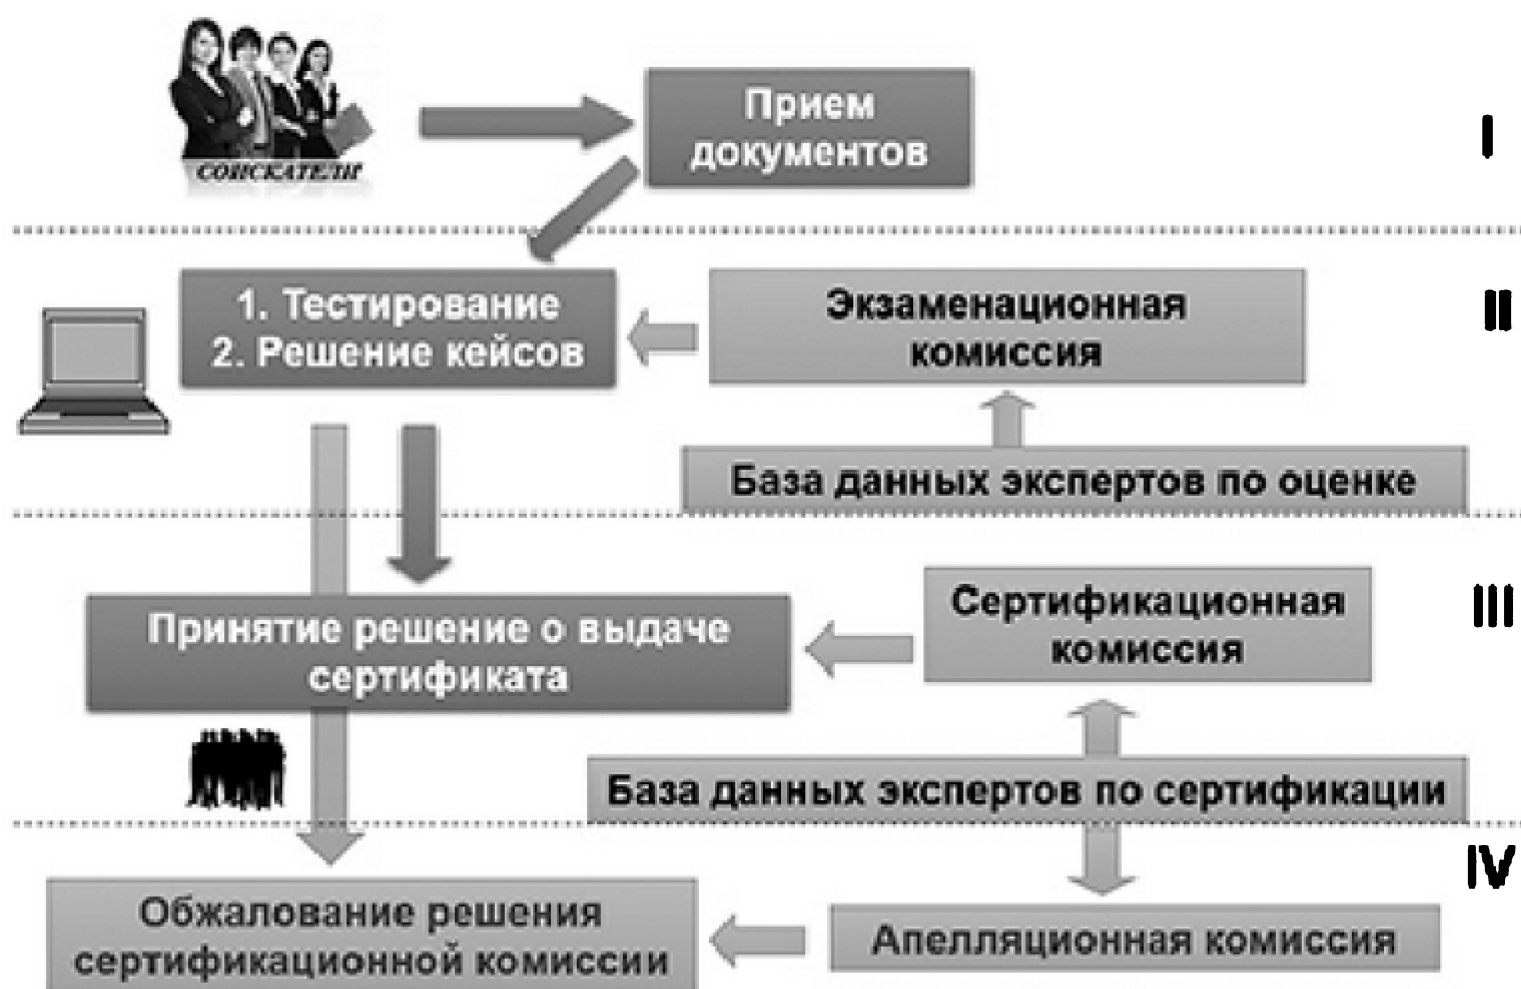 СОИСКАТЕЛИ
Прием
документов
I
1. Тестирование
2. Решение кейсов
Экзаменационная
комиссия
II
База данных экспертов по оценке
Принятие решение о выдаче
сертификата
Сертификационная
комиссия
III
База данных экспертов по сертификации
IV
Обжалование решения
сертификационной комиссии
Апелляционная комиссия